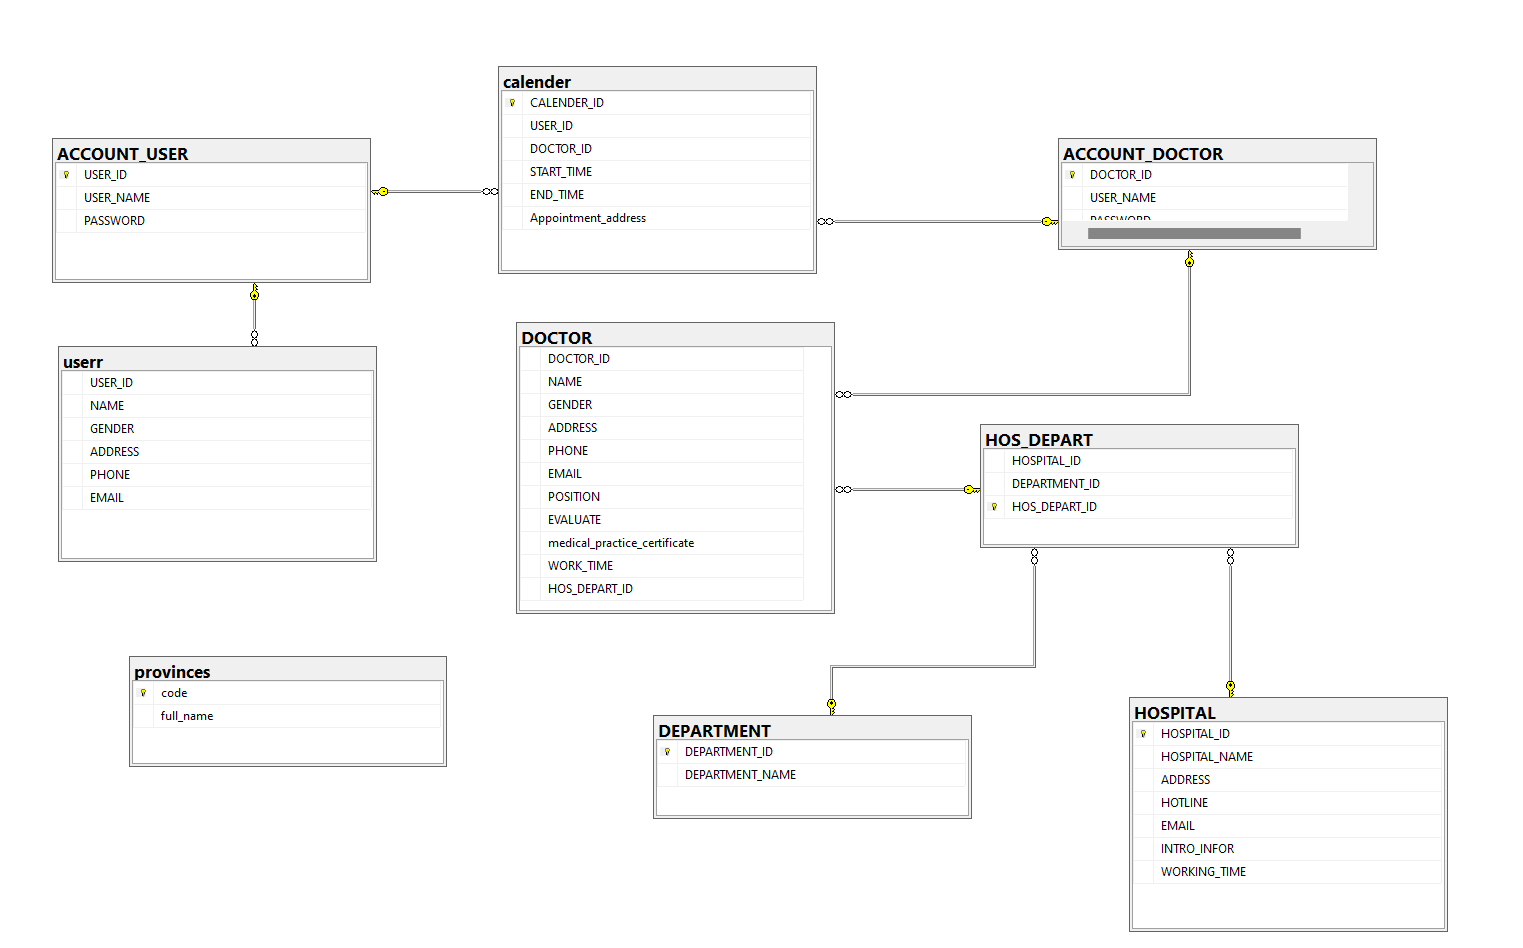 calender
CALENDER_ID
USER_ID
DOCTOR_ID
START_TIME
END_TIME
Appointment_address
ACCOUNT_USER
USER_ID
USER_NAME
PASSWORD
ACCOUNT_DOCTOR
DOCTOR_ID
USER_NAME
PASSWORD
userr
USER_ID
NAME
GENDER
ADDRESS
PHONE
EMAIL
DOCTOR
DOCTOR_ID
NAME
GENDER
ADDRESS
PHONE
EMAIL
POSITION
EVALUATE
medical_practice_certificate
WORK_TIME
HOS_DEPART_ID
HOS_DEPART
HOSPITAL_ID
DEPARTMENT_ID
HOS_DEPART_ID
provinces
code
full_name
DEPARTMENT
DEPARTMENT_ID
DEPARTMENT_NAME
HOSPITAL
HOSPITAL_ID
HOSPITAL_NAME
ADDRESS
HOTLINE
EMAIL
INTRO_INFOR
WORKING_TIME